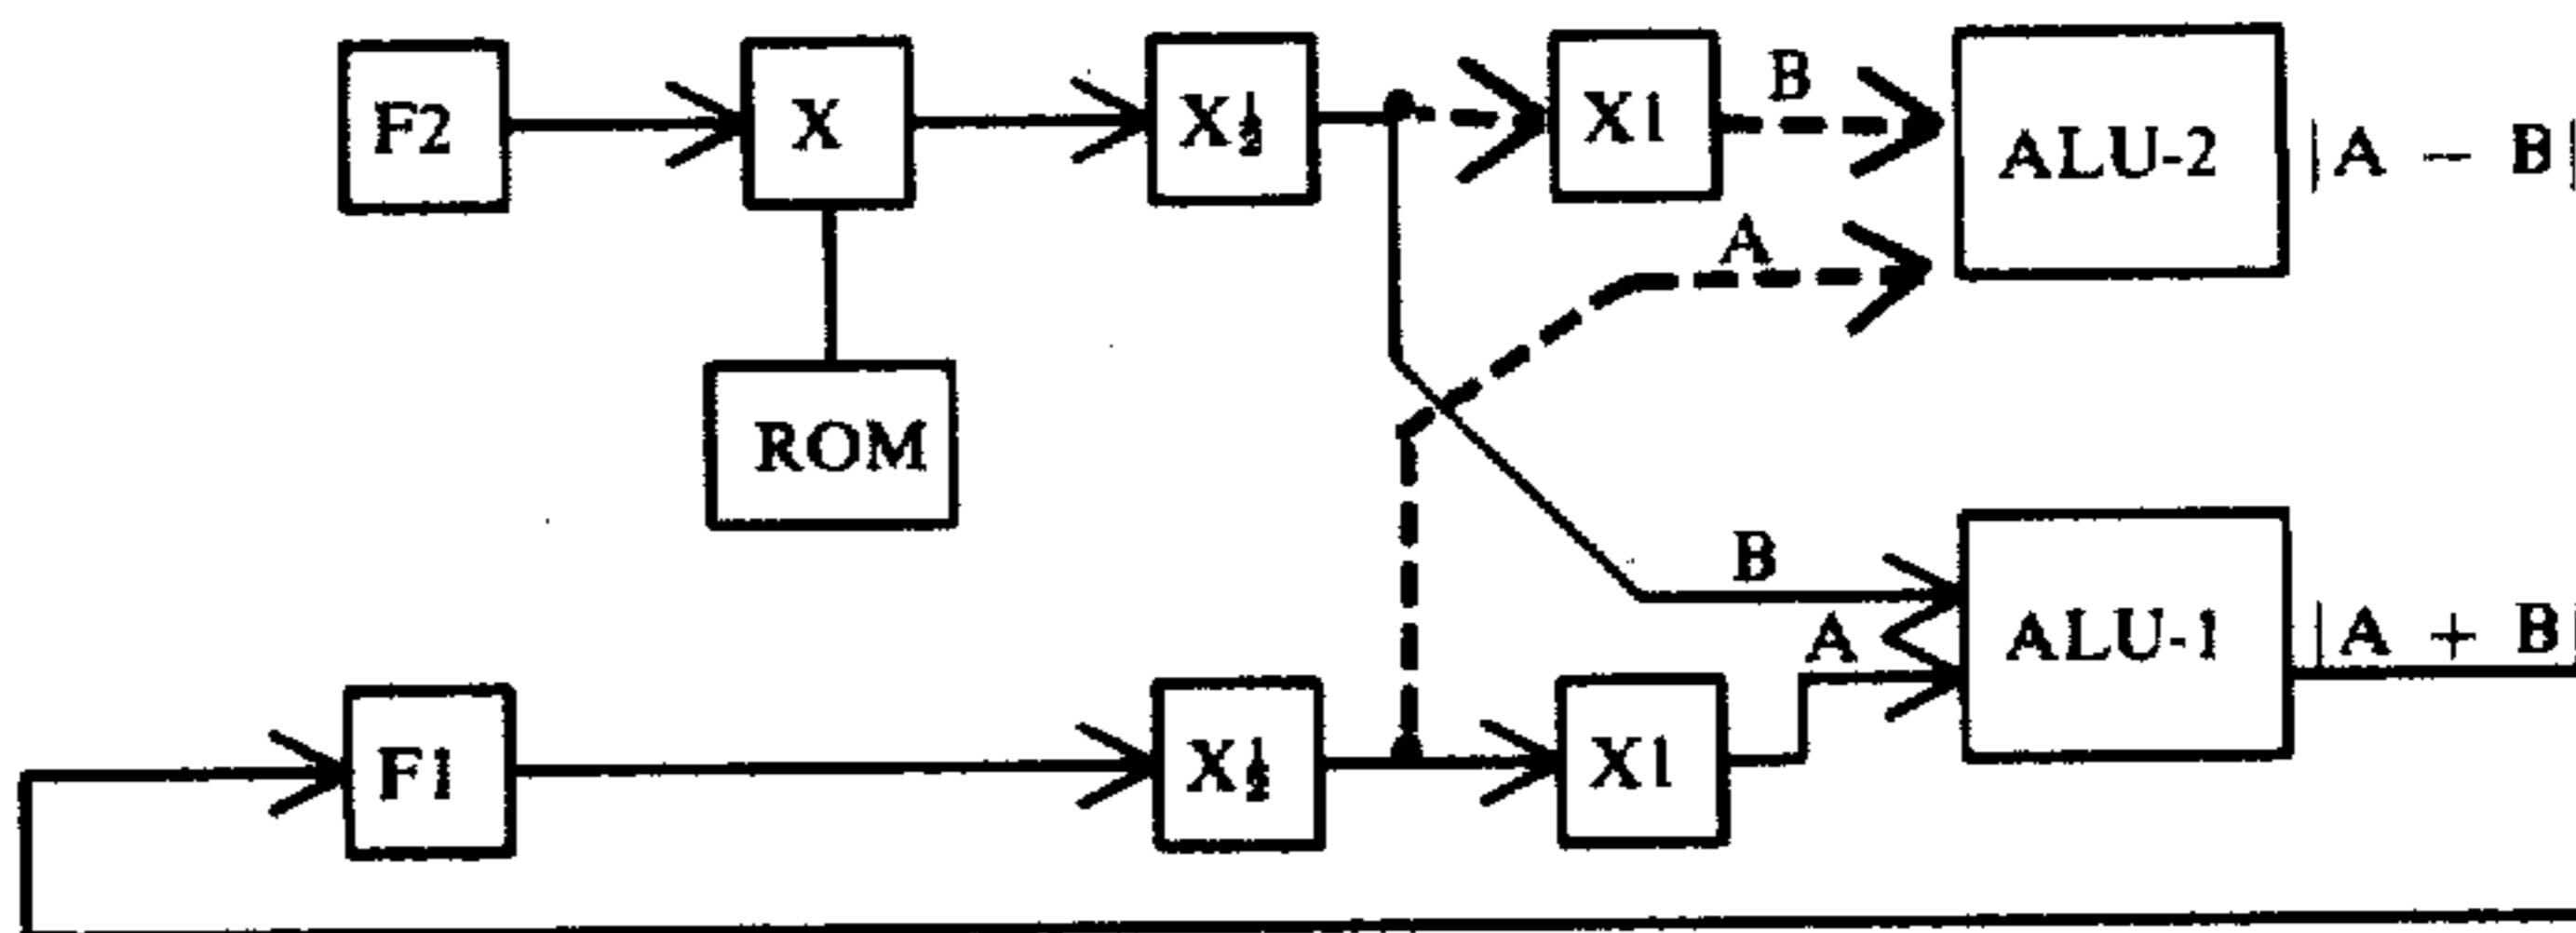 F2 X X½ X1 B ALU-2 |A - B|
A
ROM
B
A ALU-1 |A + B|
F1 X½ X1